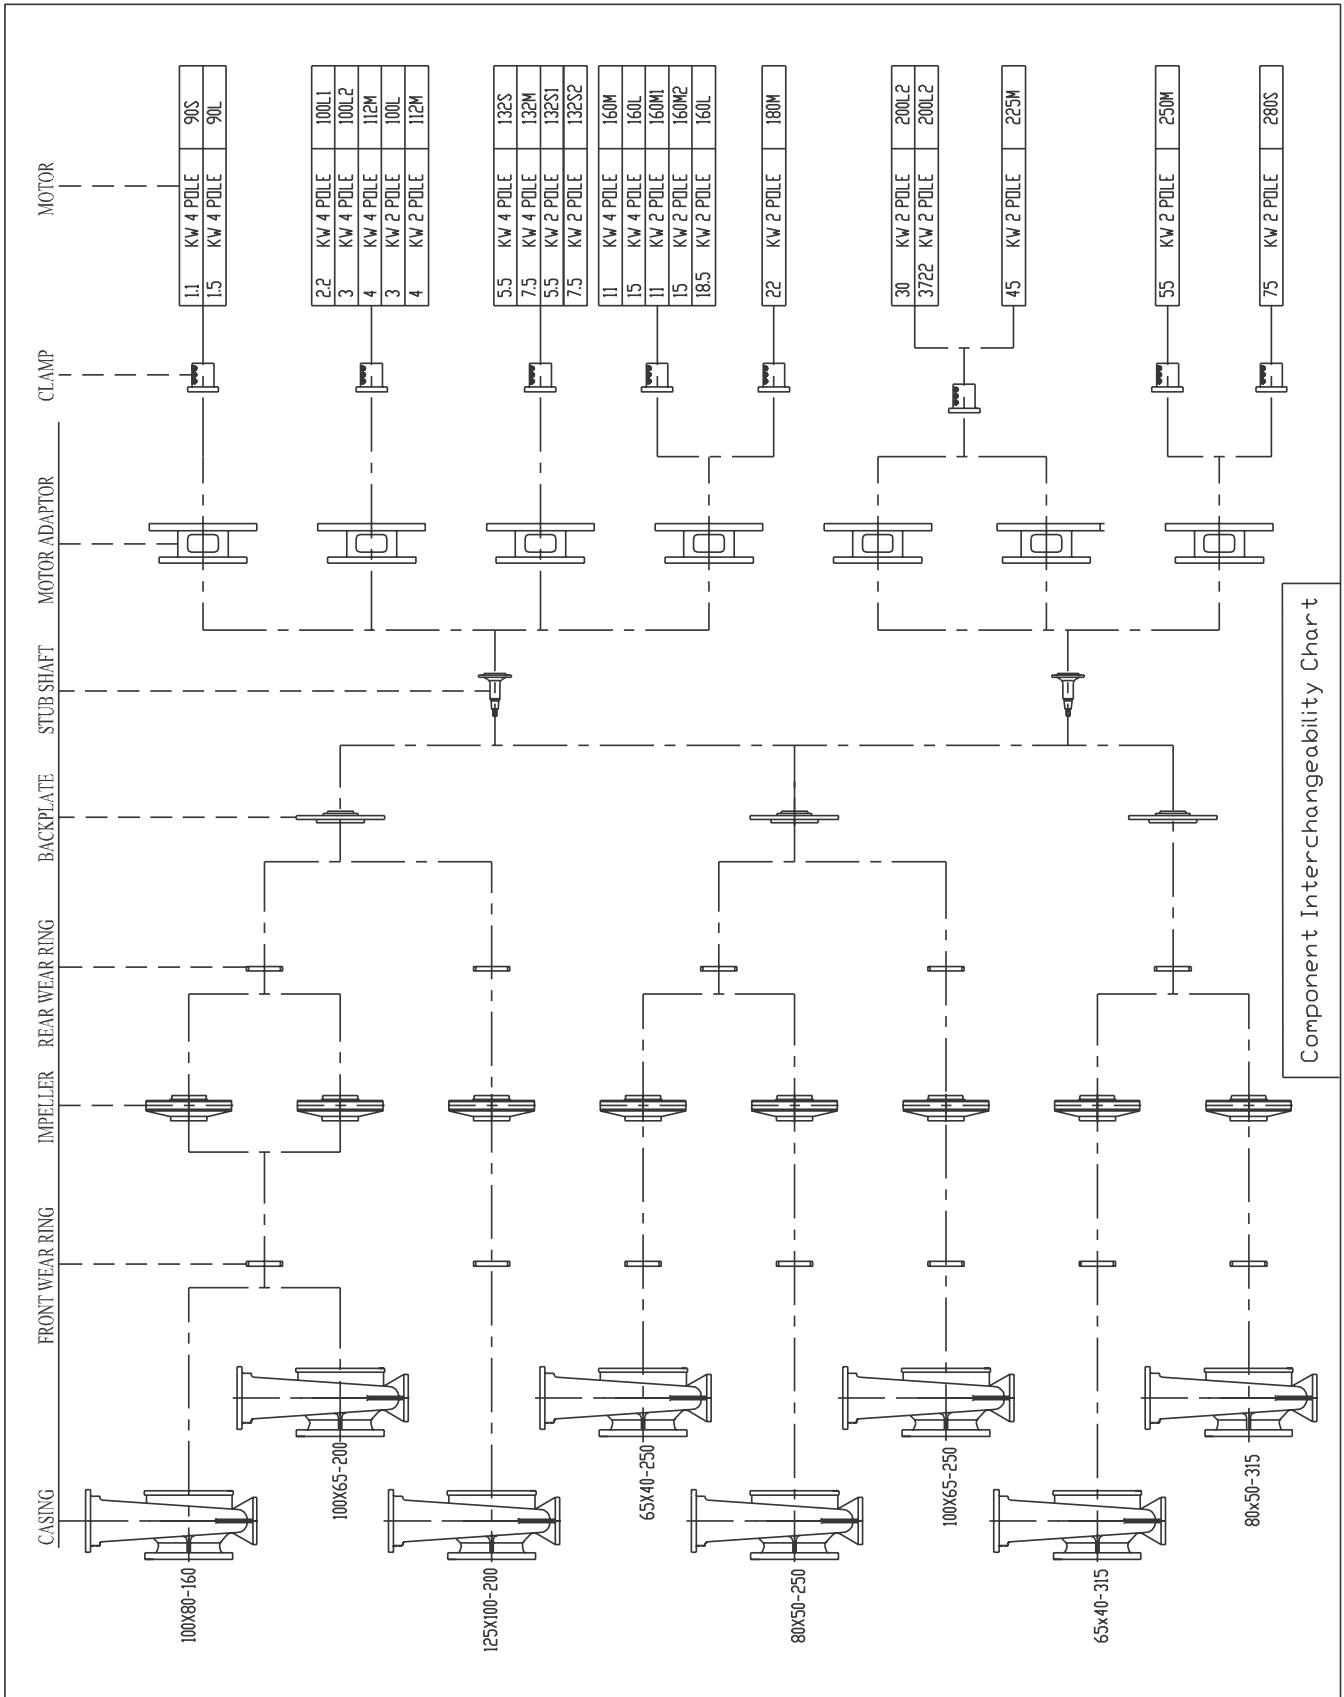 CASING
FRONT WEAR RING
IMPELLER
REAR WEAR RING
BACKPLATE
STUB SHAFT
MOTOR ADAPTOR
CLAMP
MOTOR
1.1 KW 4 POLE 90S
1.5 KW 4 POLE 90L
2.2 KW 4 POLE 100L1
3 KW 4 POLE 100L2
4 KW 4 POLE 112M
3 KW 2 POLE 100L
4 KW 2 POLE 112M
5.5 KW 4 POLE 132S
7.5 KW 4 POLE 132M
5.5 KW 2 POLE 132S1
7.5 KW 2 POLE 132S2
11 KW 4 POLE 160M
15 KW 4 POLE 160L
11 KW 2 POLE 160M1
15 KW 2 POLE 160M2
18.5 KW 2 POLE 160L
22 KW 2 POLE 180M
30 KW 2 POLE 200L2
3722 KW 2 POLE 200L2
45 KW 2 POLE 225M
55 KW 2 POLE 250M
75 KW 2 POLE 280S
100X80-160
100X65-200
125X100-200
65X40-250
80X50-250
100X65-250
65x40-315
80x50-315
Component Interchangeability Chart